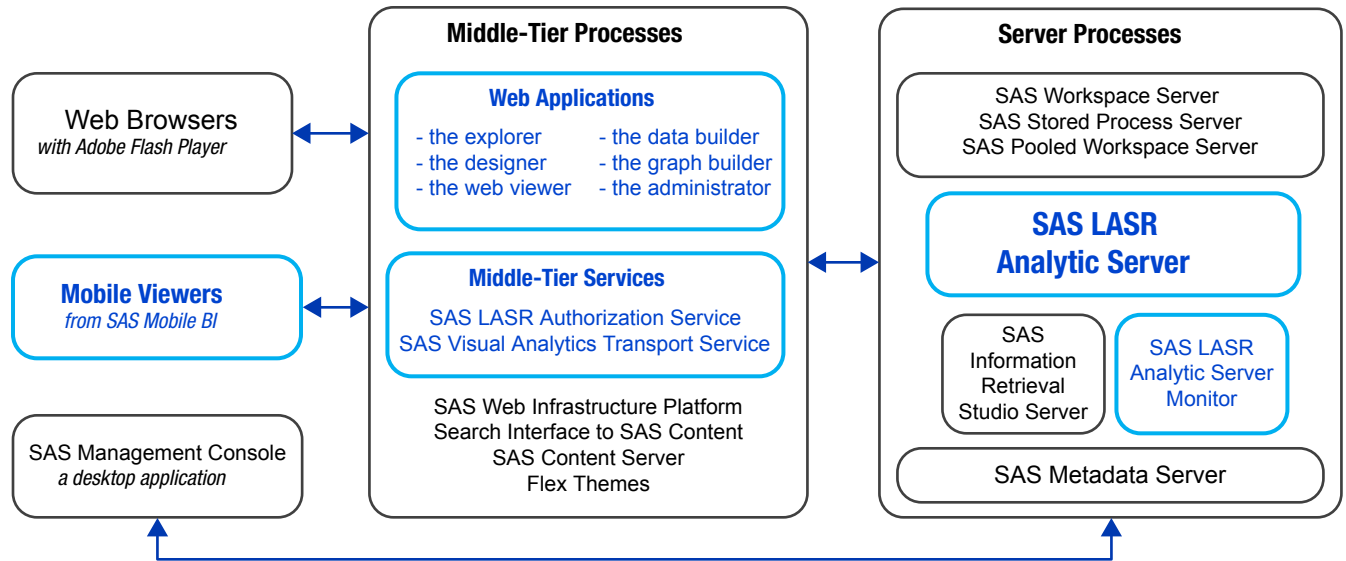 Web Browsers
with Adobe Flash Player
Mobile Viewers
from SAS Mobile BI
SAS Management Console
a desktop application
Middle-Tier Processes
Web Applications
- the explorer
- the designer
- the web viewer
- the data builder
- the graph builder
- the administrator
Middle-Tier Services
SAS LASR Authorization Service
SAS Visual Analytics Transport Service
SAS Web Infrastructure Platform
Search Interface to SAS Content
SAS Content Server
Flex Themes
Server Processes
SAS Workspace Server
SAS Stored Process Server
SAS Pooled Workspace Server
SAS LASR
Analytic Server
SAS
Information
Retrieval
Studio Server
SAS LASR
Analytic Server
Monitor
SAS Metadata Server